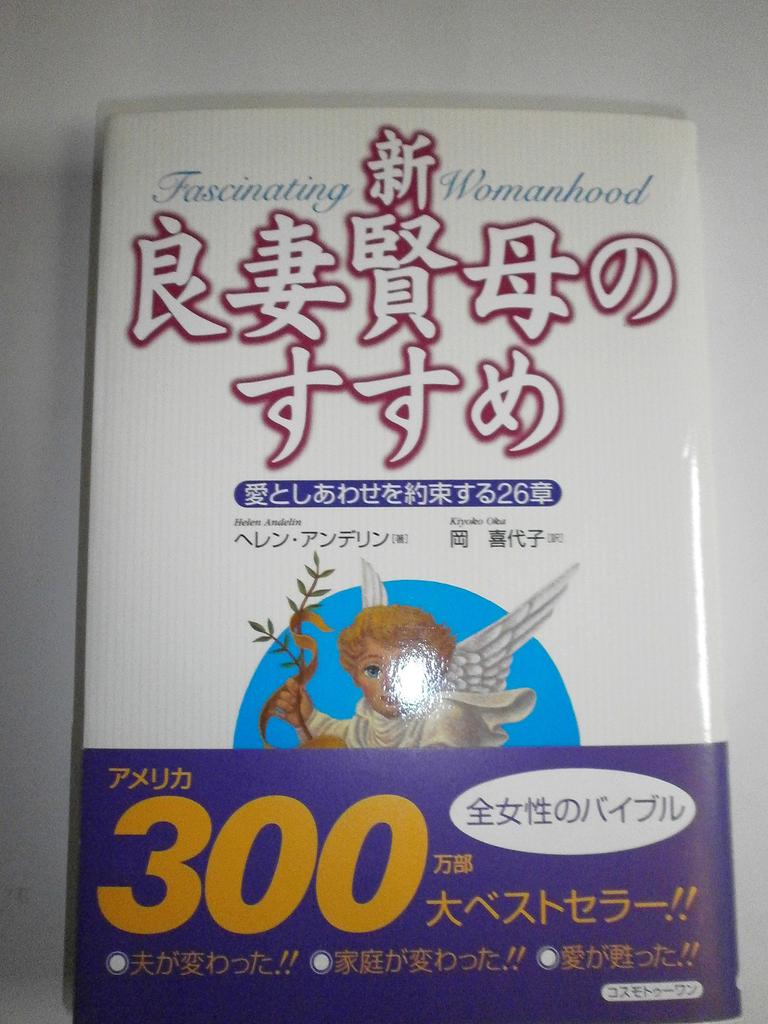 Fascinating 新 Womanhood
良妻賢母の
すすめ
愛としあわせを約束する26章
Helen Andelin Kiyoko Oka
ヘレン・アンデリン[著] 岡 喜代子[訳]
アメリカ
全女性のバイブル
300万部
大ベストセラー!!
●夫が変わった!! ●家庭が変わった!! ●愛が甦った!!
コスモトゥーワン